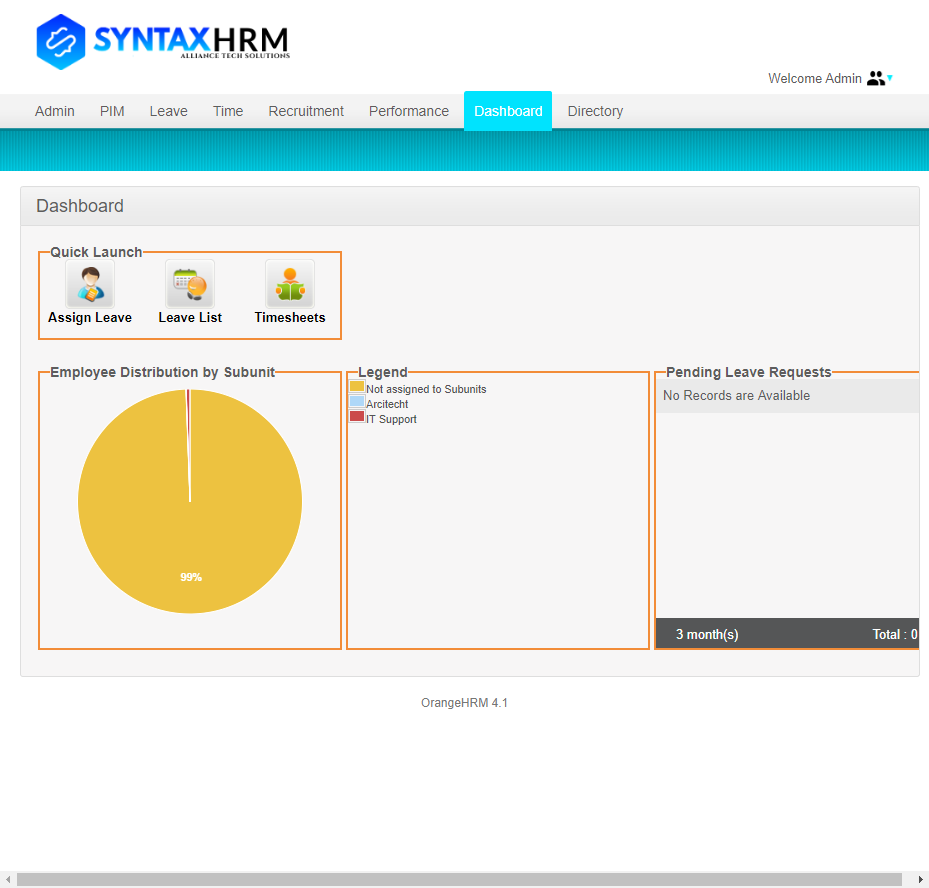 SYNTAXHRM
ALLIANCE TECH SOLUTIONS
Welcome Admin
Admin PIM Leave Time Recruitment Performance Dashboard Directory
Dashboard
Quick Launch
Assign Leave Leave List Timesheets
Employee Distribution by Subunit
99%
Legend
Not assigned to Subunits
Arcitecht
IT Support
Pending Leave Requests
No Records are Available
3 month(s) Total : 0
OrangeHRM 4.1